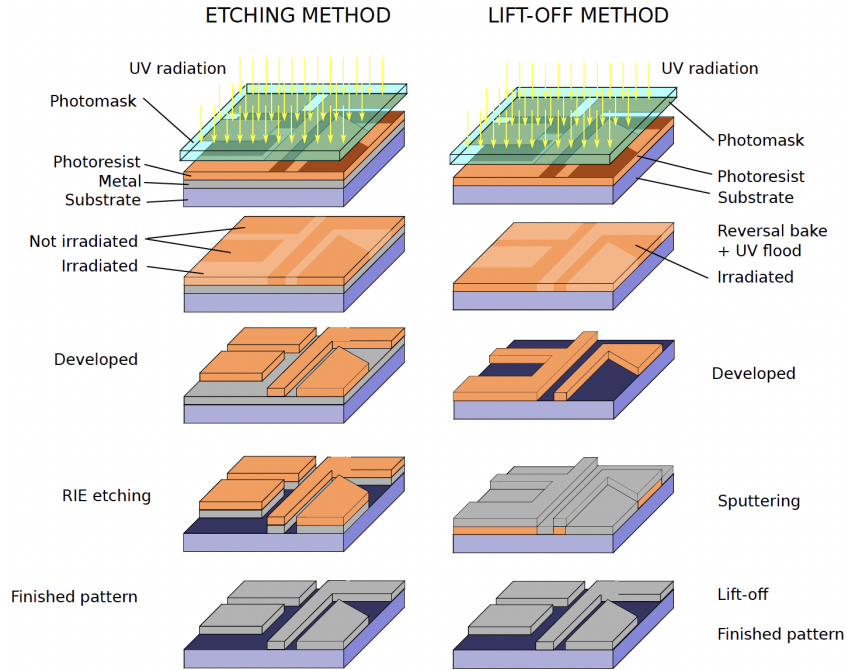 ETCHING METHOD
UV radiation
Photomask
Photoresist
Metal
Substrate
Not irradiated
Irradiated
Developed
RIE etching
Finished pattern
LIFT-OFF METHOD
UV radiation
Photomask
Photoresist
Substrate
Reversal bake
+ UV flood
Irradiated
Developed
Sputtering
Lift-off
Finished pattern